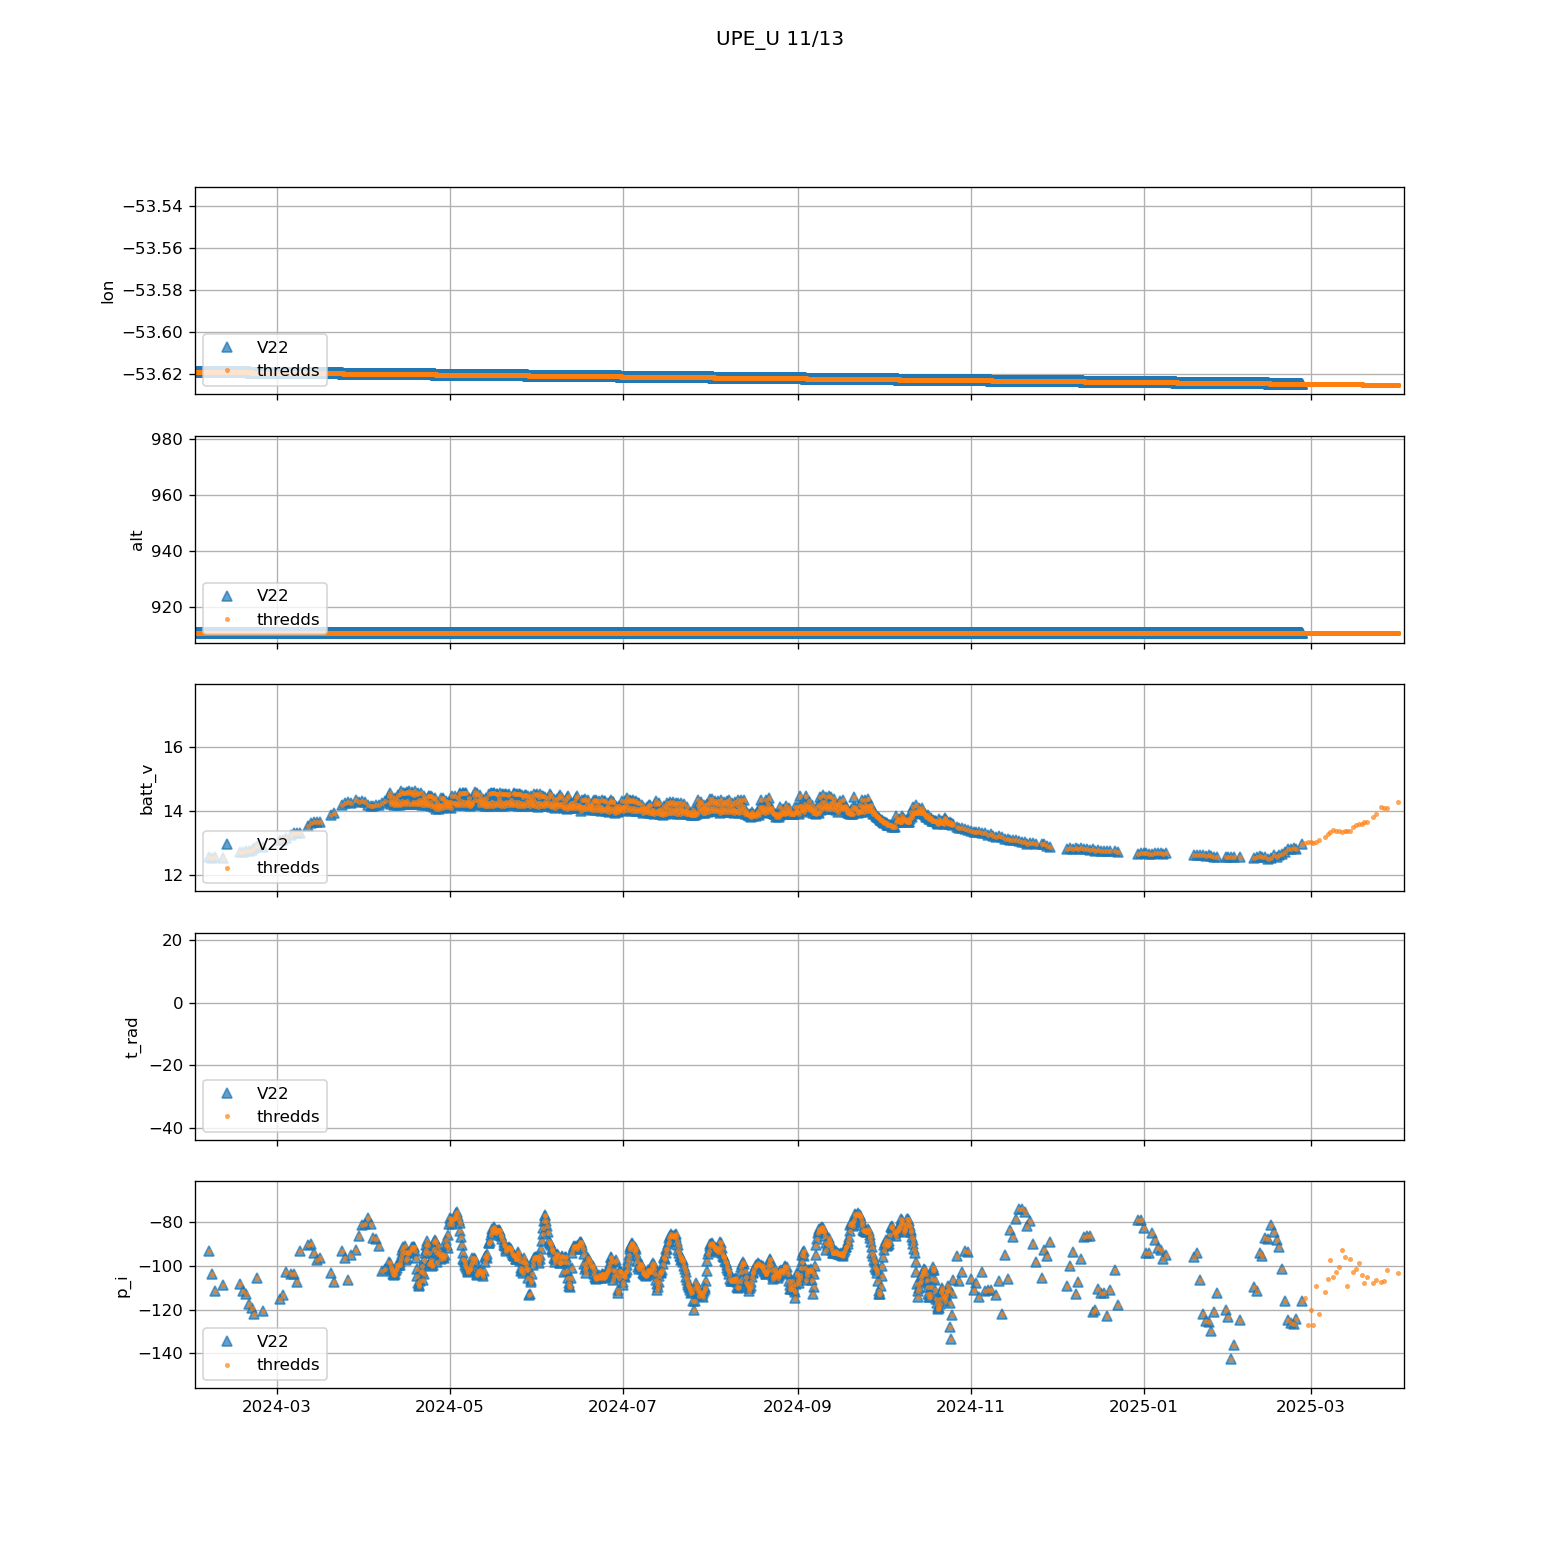 UPE_U 11/13
−53.54
−53.56
−53.58
−53.60
−53.62
lon
V22
thredds
980
960
940
920
alt
V22
thredds
16
14
12
batt_v
V22
thredds
20
0
−20
−40
t_rad
V22
thredds
−80
−100
−120
−140
p_i
V22
thredds
2024-03 2024-05 2024-07 2024-09 2024-11 2025-01 2025-03